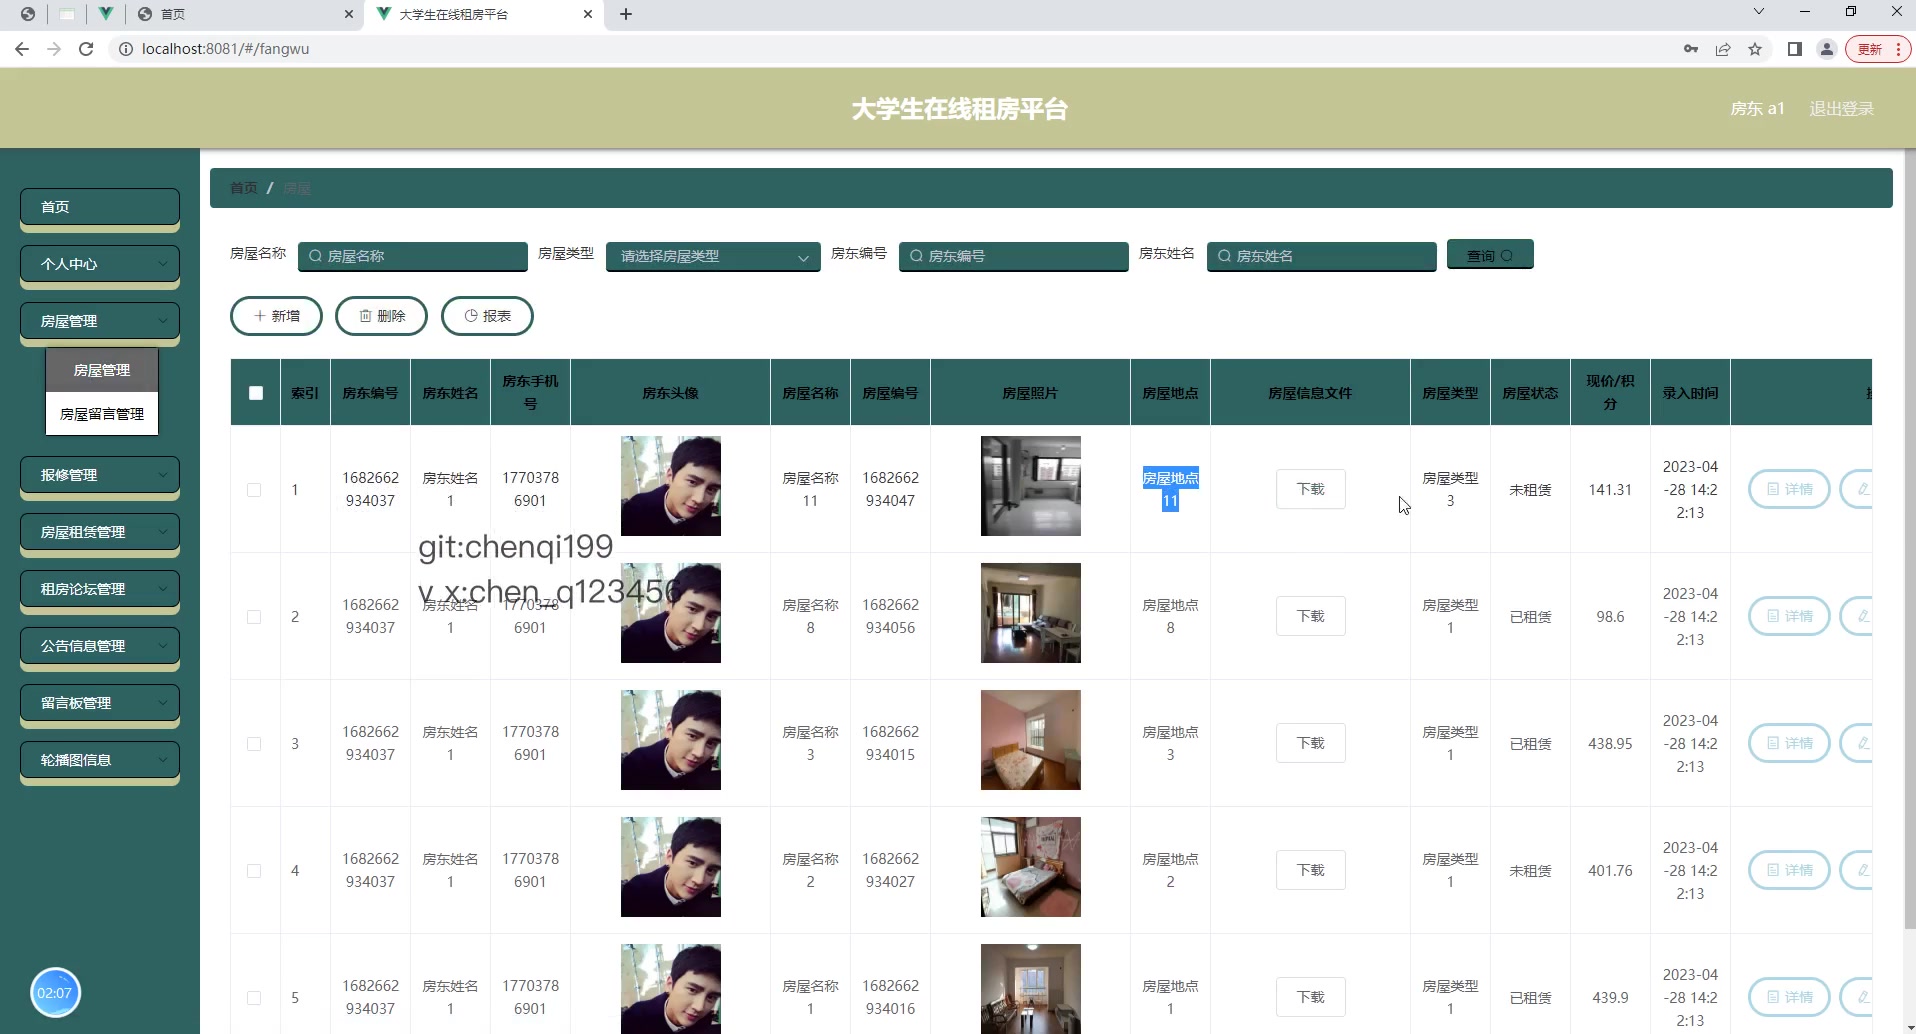 首页
大学生在线租房平台
更新
localhost:8081/#/fangwu
大学生在线租房平台
房东 a1
退出登录
首页
个人中心
房屋管理
房屋管理
房屋留言管理
报修管理
房屋租赁管理
租房论坛管理
公告信息管理
留言板管理
轮播图信息
02:07
首页 / 房屋
房屋名称 房屋名称 房屋类型 请选择房屋类型 房东编号 房东编号 房东姓名 房东姓名 查询
新增 删除 报表
索引 房东编号 房东姓名 房东手机号 房东头像 房屋名称 房屋编号 房屋照片 房屋地点 房屋信息文件 房屋类型 房屋状态 现价/积分 录入时间
1 1682662934037 房东姓名1 17703786901 房屋名称11 1682662934047 房屋地点11 下载 房屋类型3 未租赁 141.31 2023-04-28 14:22:13 详情
git:chenqi199
v_x:chen_q123456
2 1682662934037 房东姓名1 17703786901 房屋名称8 1682662934056 房屋地点8 下载 房屋类型1 已租赁 98.6 2023-04-28 14:22:13 详情
3 1682662934037 房东姓名1 17703786901 房屋名称3 1682662934015 房屋地点3 下载 房屋类型1 已租赁 438.95 2023-04-28 14:22:13 详情
4 1682662934037 房东姓名1 17703786901 房屋名称2 1682662934027 房屋地点2 下载 房屋类型1 未租赁 401.76 2023-04-28 14:22:13 详情
5 1682662934037 房东姓名1 17703786901 房屋名称1 1682662934016 房屋地点1 下载 房屋类型1 已租赁 439.9 2023-04-28 14:22:13 详情